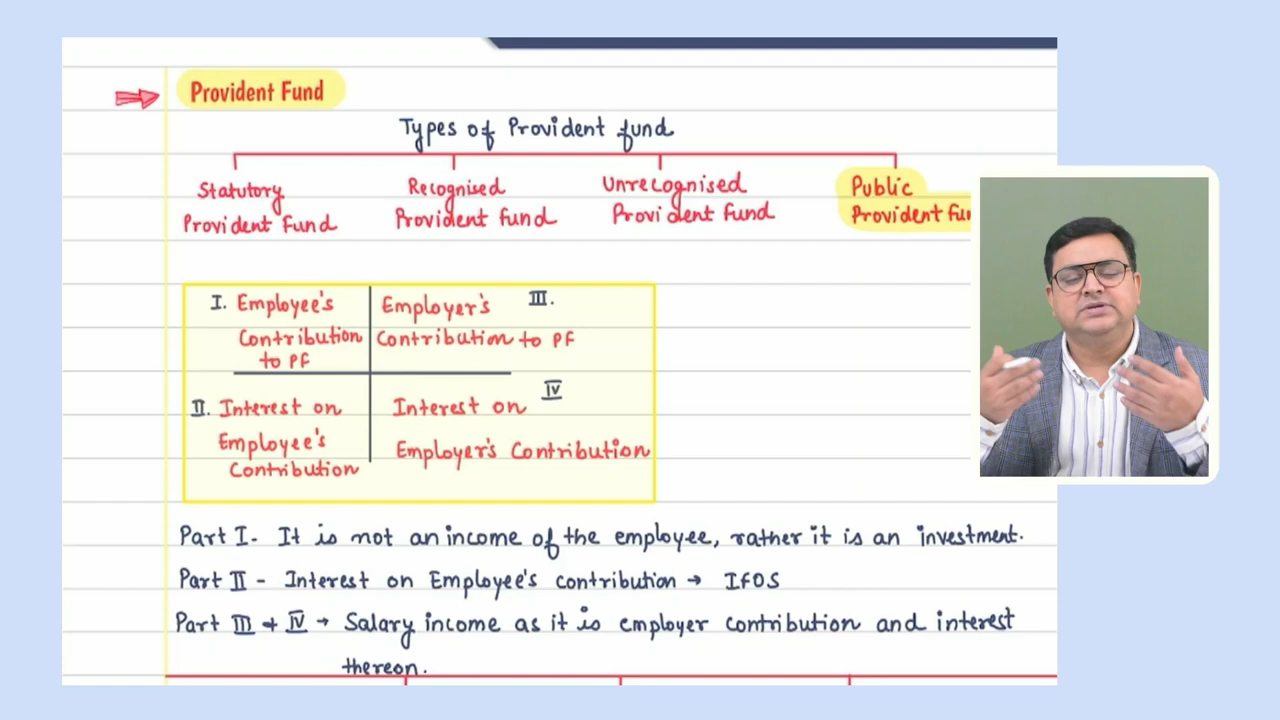 Provident Fund
Types of Provident fund
Statutory
Provident Fund
Recognised
Provident fund
Unrecognised
Provident Fund
Public
Provident Fun
I. Employee's
Contribution
to PF
Employer's III.
Contribution to PF
II. Interest on
Employee's
Contribution
Interest on IV
Employer's Contribution
Part I - It is not an income of the employee, rather it is an investment.
Part II - Interest on Employee's contribution → IFOS
Part III + IV → Salary income as it is employer contribution and interest
thereon.